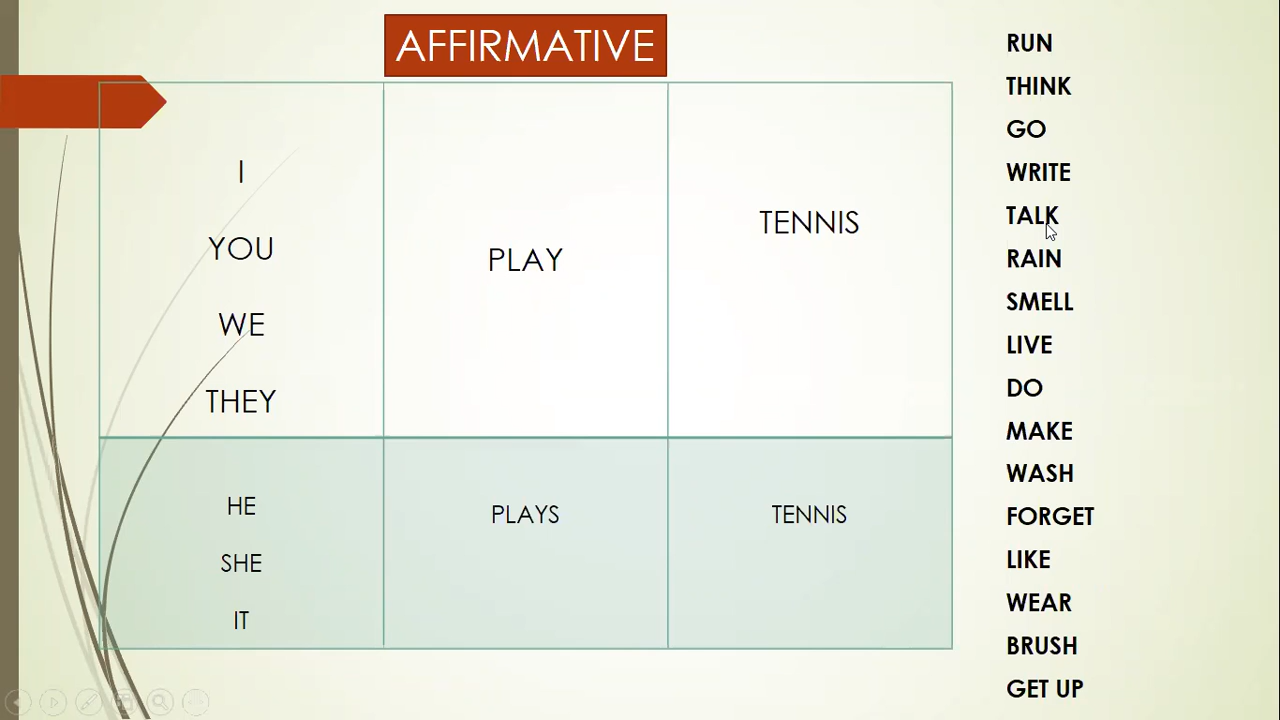 AFFIRMATIVE
I
YOU
WE
THEY
PLAY
TENNIS
HE
SHE
IT
PLAYS
TENNIS
RUN
THINK
GO
WRITE
TALK
RAIN
SMELL
LIVE
DO
MAKE
WASH
FORGET
LIKE
WEAR
BRUSH
GET UP